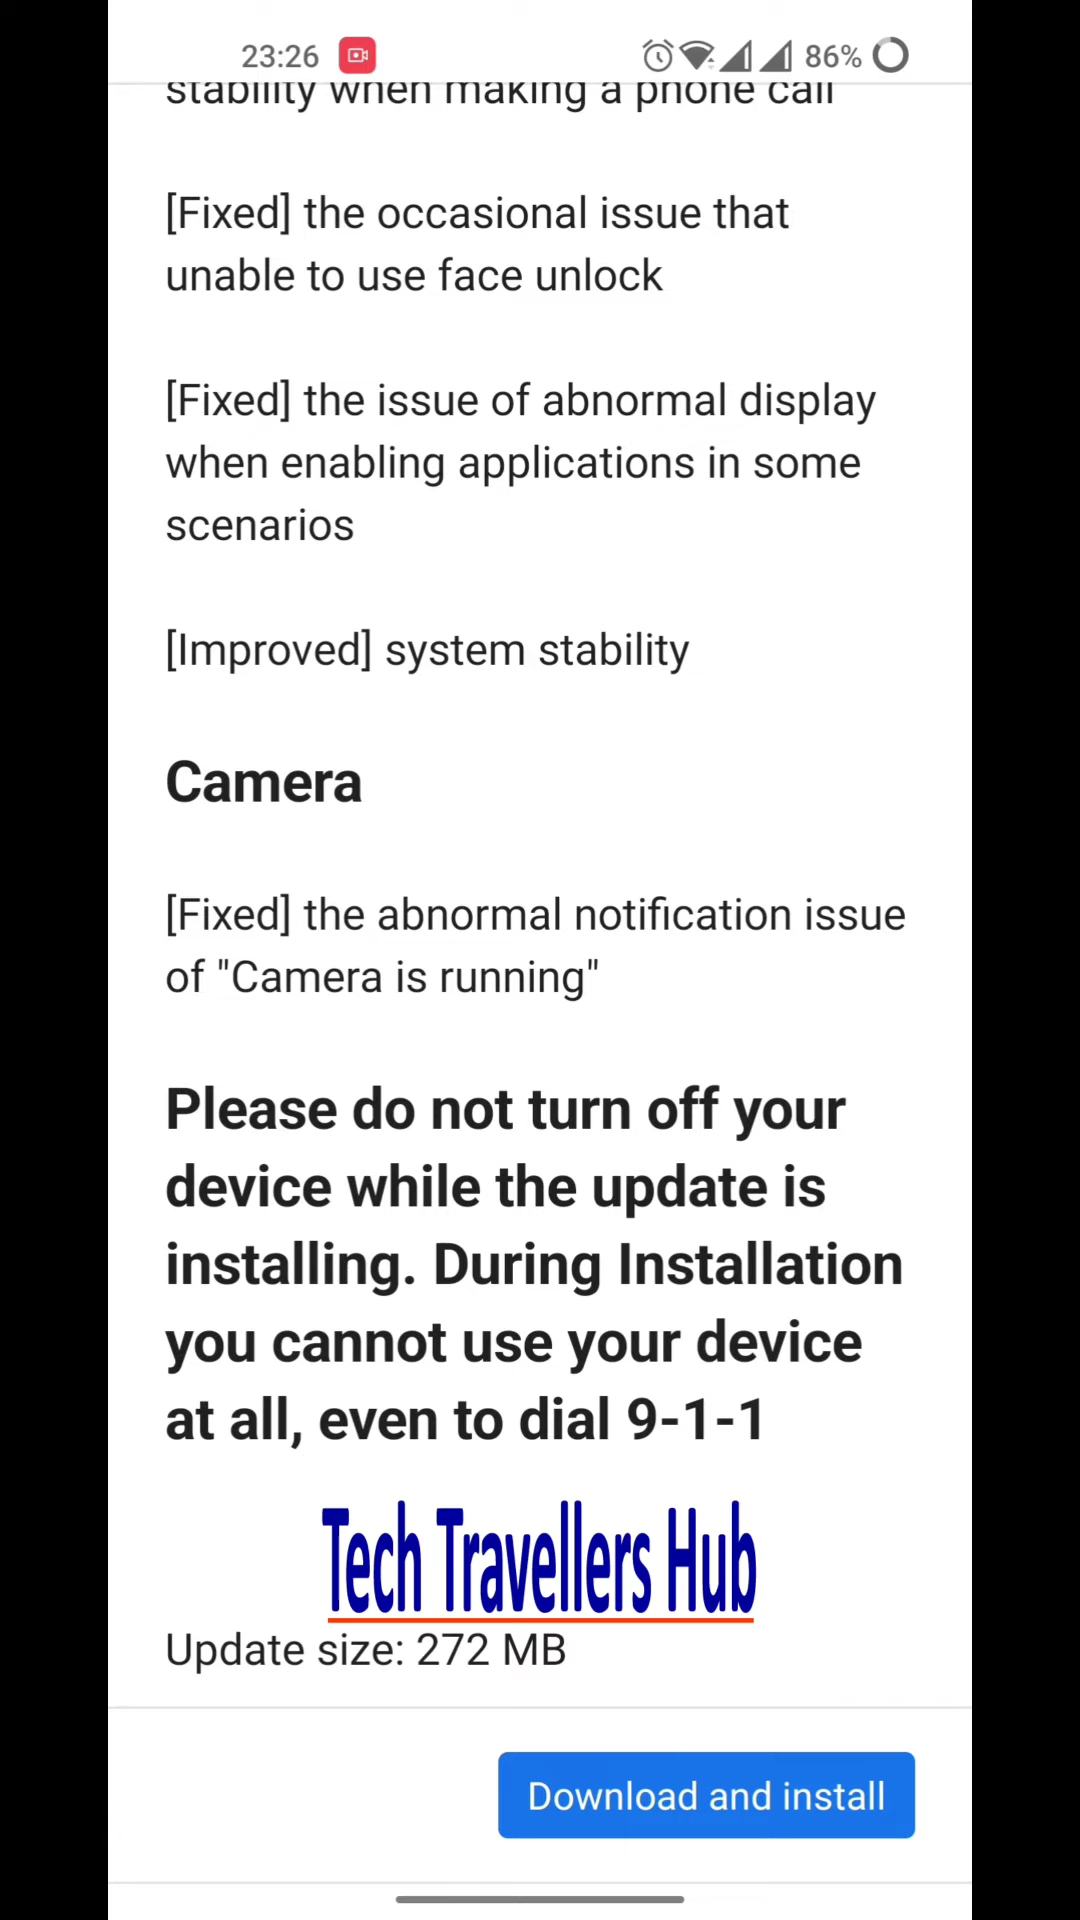 23:26
86%
stability when making a phone call
[Fixed] the occasional issue that
unable to use face unlock
[Fixed] the issue of abnormal display
when enabling applications in some
scenarios
[Improved] system stability
Camera
[Fixed] the abnormal notification issue
of "Camera is running"
Please do not turn off your
device while the update is
installing. During Installation
you cannot use your device
at all, even to dial 9-1-1
Tech Travellers Hub
Update size: 272 MB
Download and install